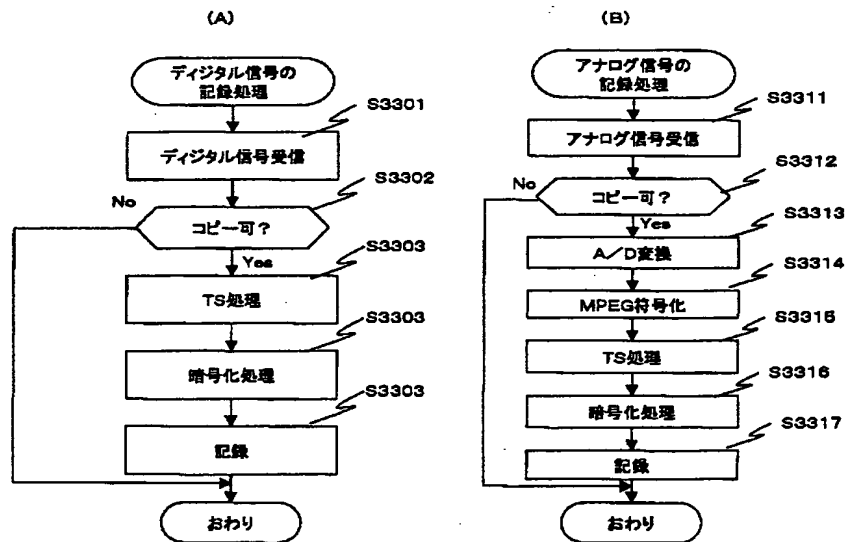 (A)
ディジタル信号の
記録処理
S3301
ディジタル信号受信
S3302
No
コピー可?
Yes
S3303
TS処理
S3303
暗号化処理
S3303
記録
おわり
(B)
アナログ信号の
記録処理
S3311
アナログ信号受信
S3312
No
コピー可?
Yes
S3313
A/D変換
S3314
MPEG符号化
S3315
TS処理
S3316
暗号化処理
S3317
記録
おわり